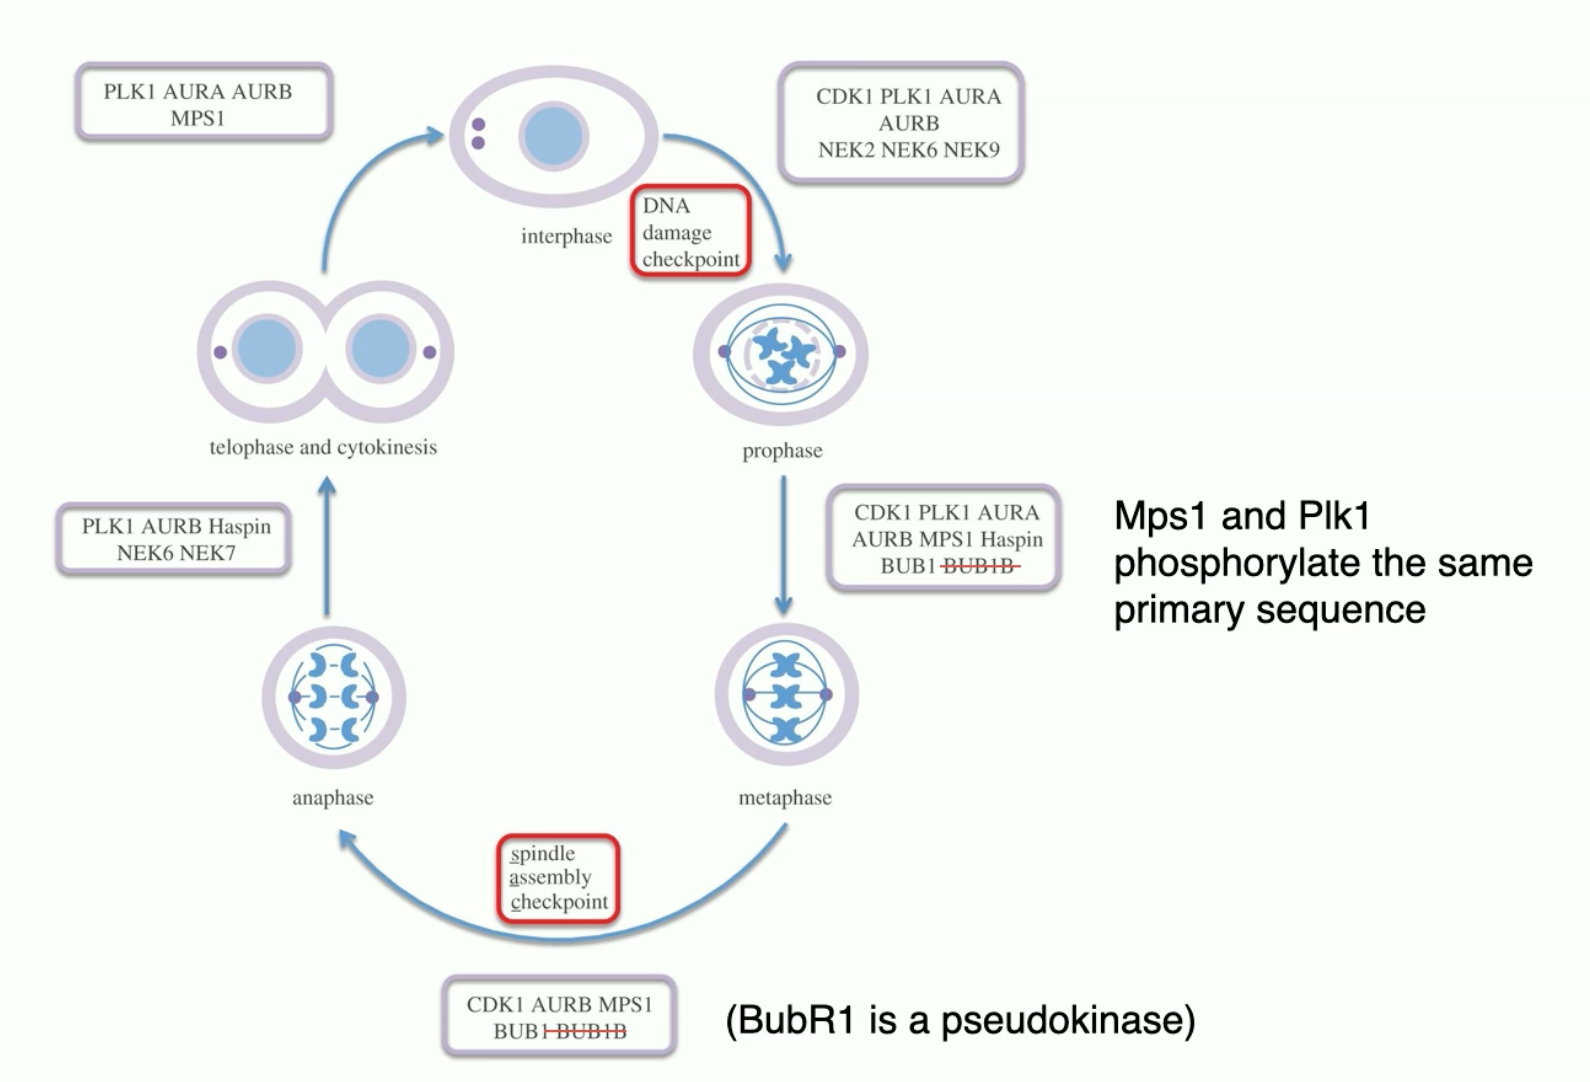 PLK1 AURA AURB
MPS1
CDK1 PLK1 AURA
AURB
NEK2 NEK6 NEK9
DNA
damage
checkpoint
interphase
telophase and cytokinesis
prophase
PLK1 AURB Haspin
NEK6 NEK7
CDK1 PLK1 AURA
AURB MPS1 Haspin
BUB1 BUB1B
Mps1 and Plk1
phosphorylate the same
primary sequence
anaphase
metaphase
spindle
assembly
checkpoint
CDK1 AURB MPS1
BUB1 BUB1B
(BubR1 is a pseudokinase)